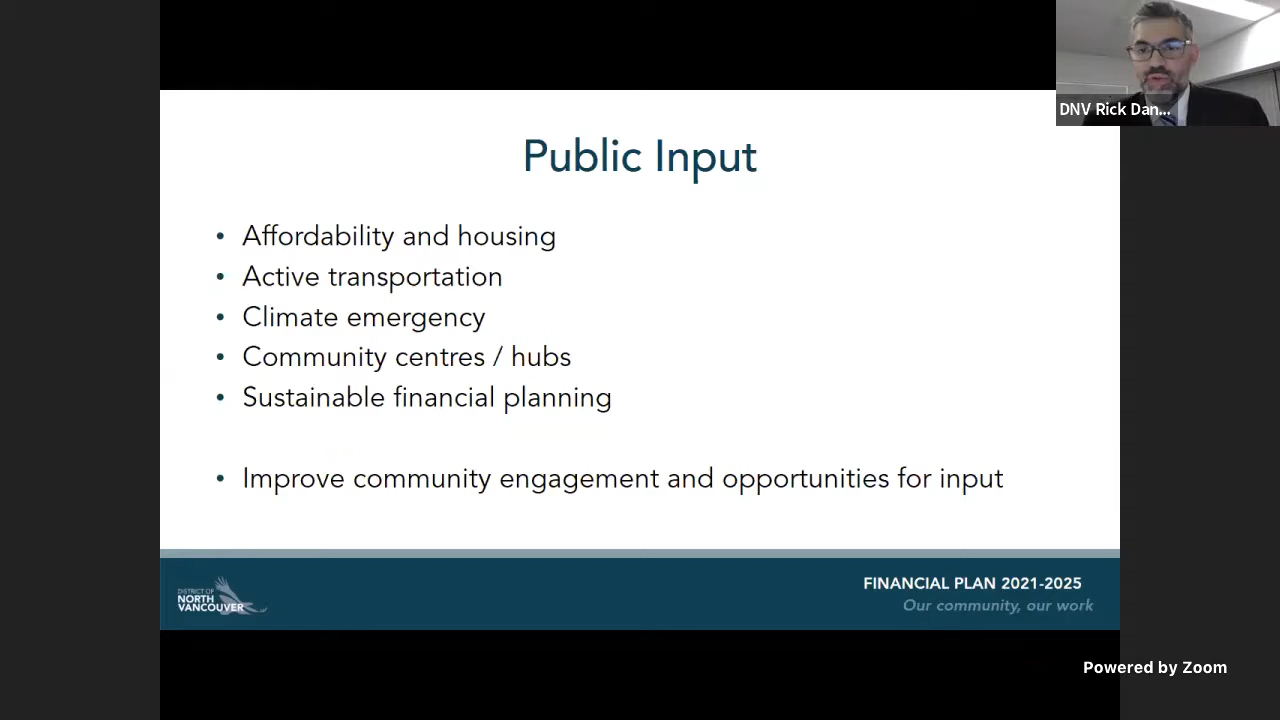 DNV Rick Dan...
Public Input
• Affordability and housing
• Active transportation
• Climate emergency
• Community centres / hubs
• Sustainable financial planning
• Improve community engagement and opportunities for input
DISTRICT OF
NORTH
VANCOUVER
FINANCIAL PLAN 2021-2025
Our community, our work
Powered by Zoom